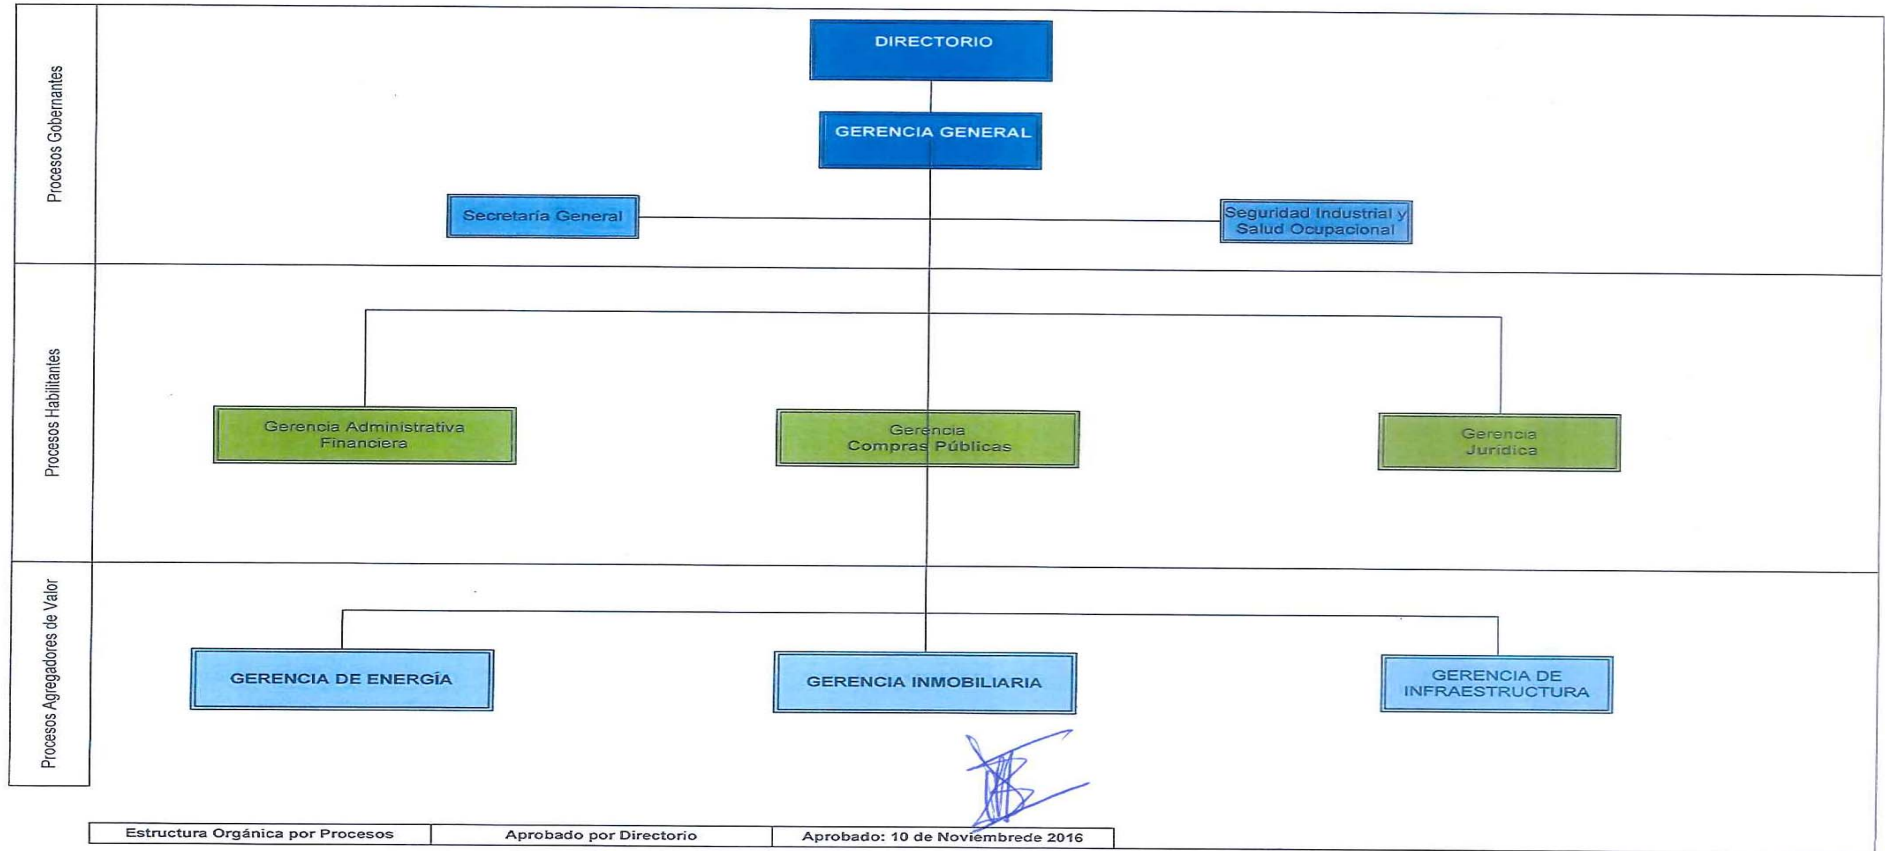 Procesos Gobernantes
DIRECTORIO
GERENCIA GENERAL
Secretaría General
Seguridad Industrial y
Salud Ocupacional
Procesos Habilitantes
Gerencia Administrativa
Financiera
Gerencia
Compras Públicas
Gerencia
Jurídica
Procesos Agregadores de Valor
GERENCIA DE ENERGÍA
GERENCIA INMOBILIARIA
GERENCIA DE
INFRAESTRUCTURA
Estructura Orgánica por Procesos
Aprobado por Directorio
Aprobado: 10 de Noviembrede 2016